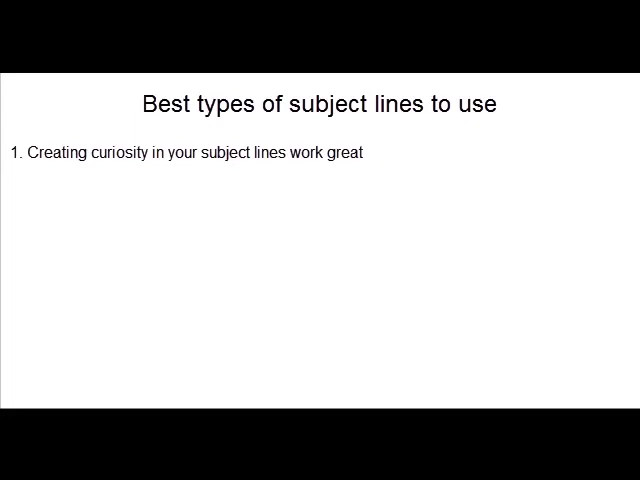 Best types of subject lines to use
1. Creating curiosity in your subject lines work great